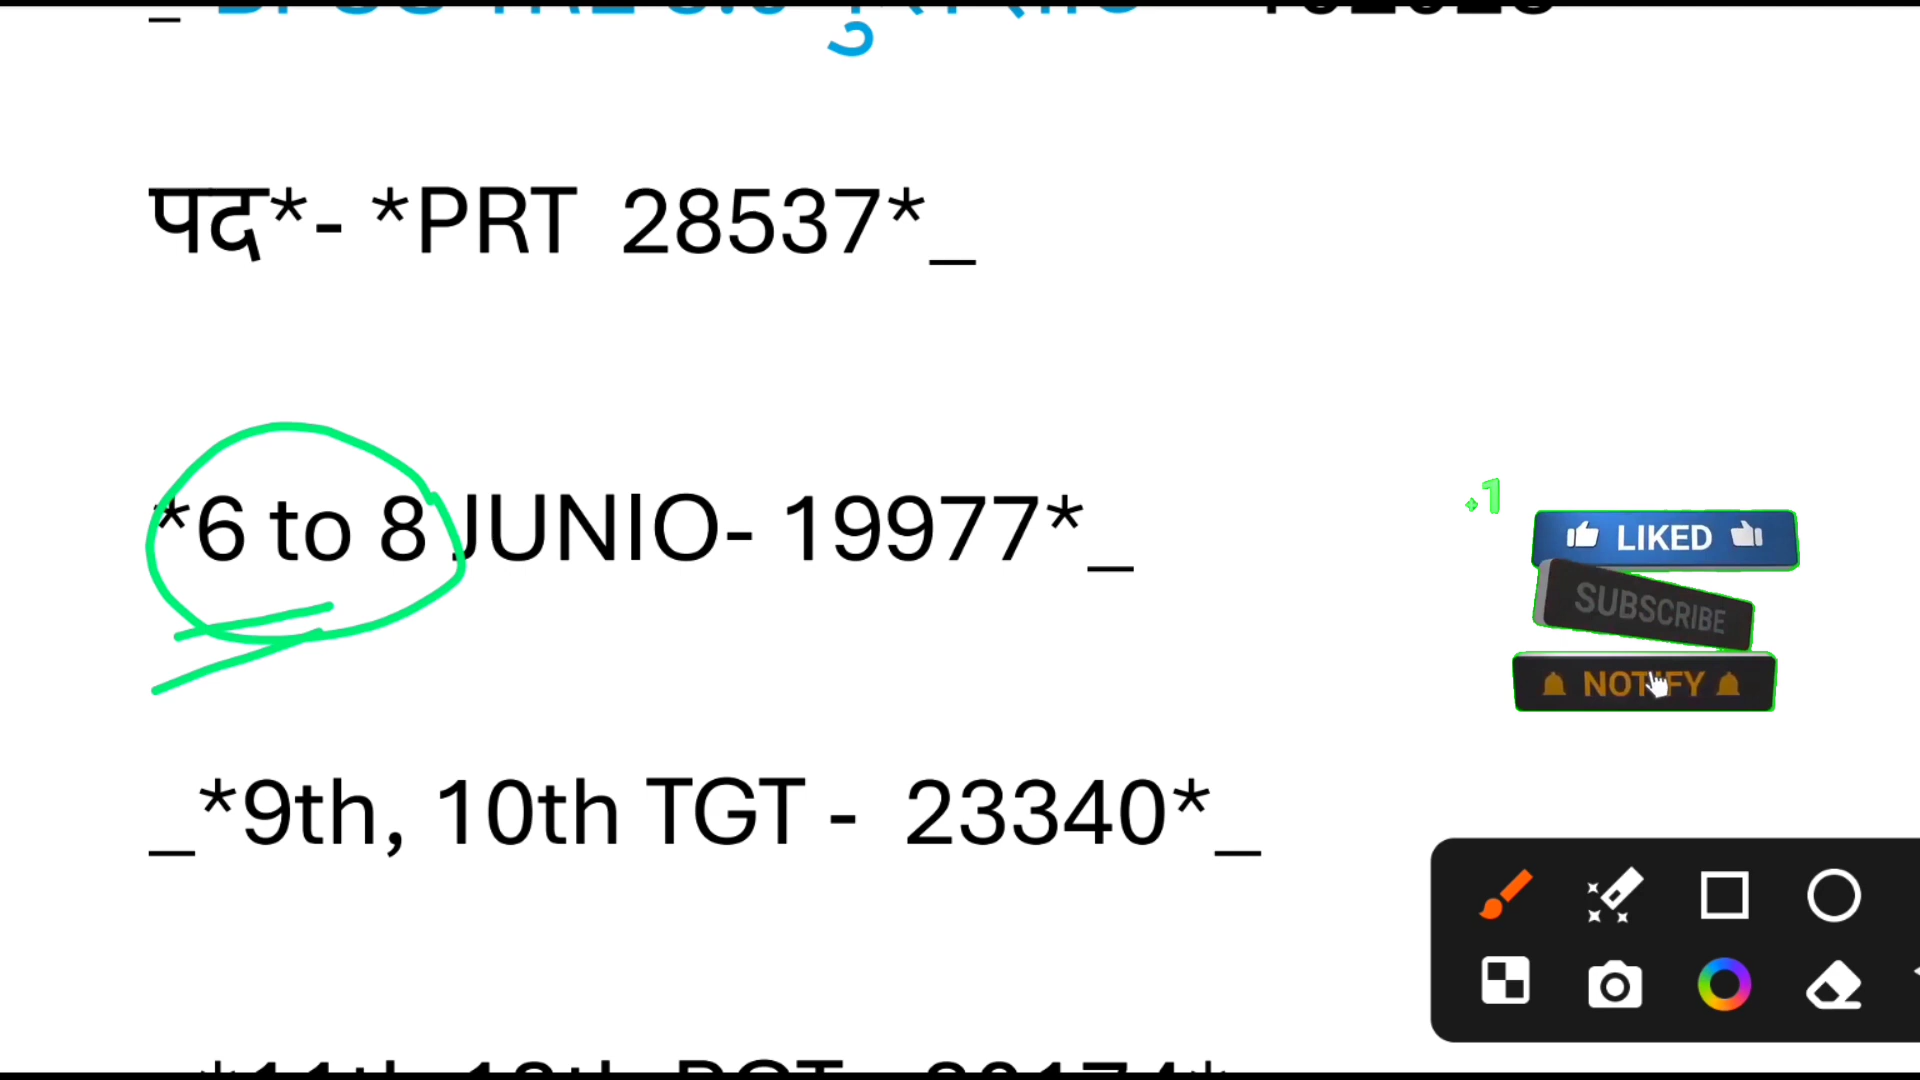 पद*- *PRT 28537*_
*6 to 8 JUNIO- 19977*_
+1
LIKED
SUBSCRIBE
NOTIFY
_*9th, 10th TGT - 23340*_